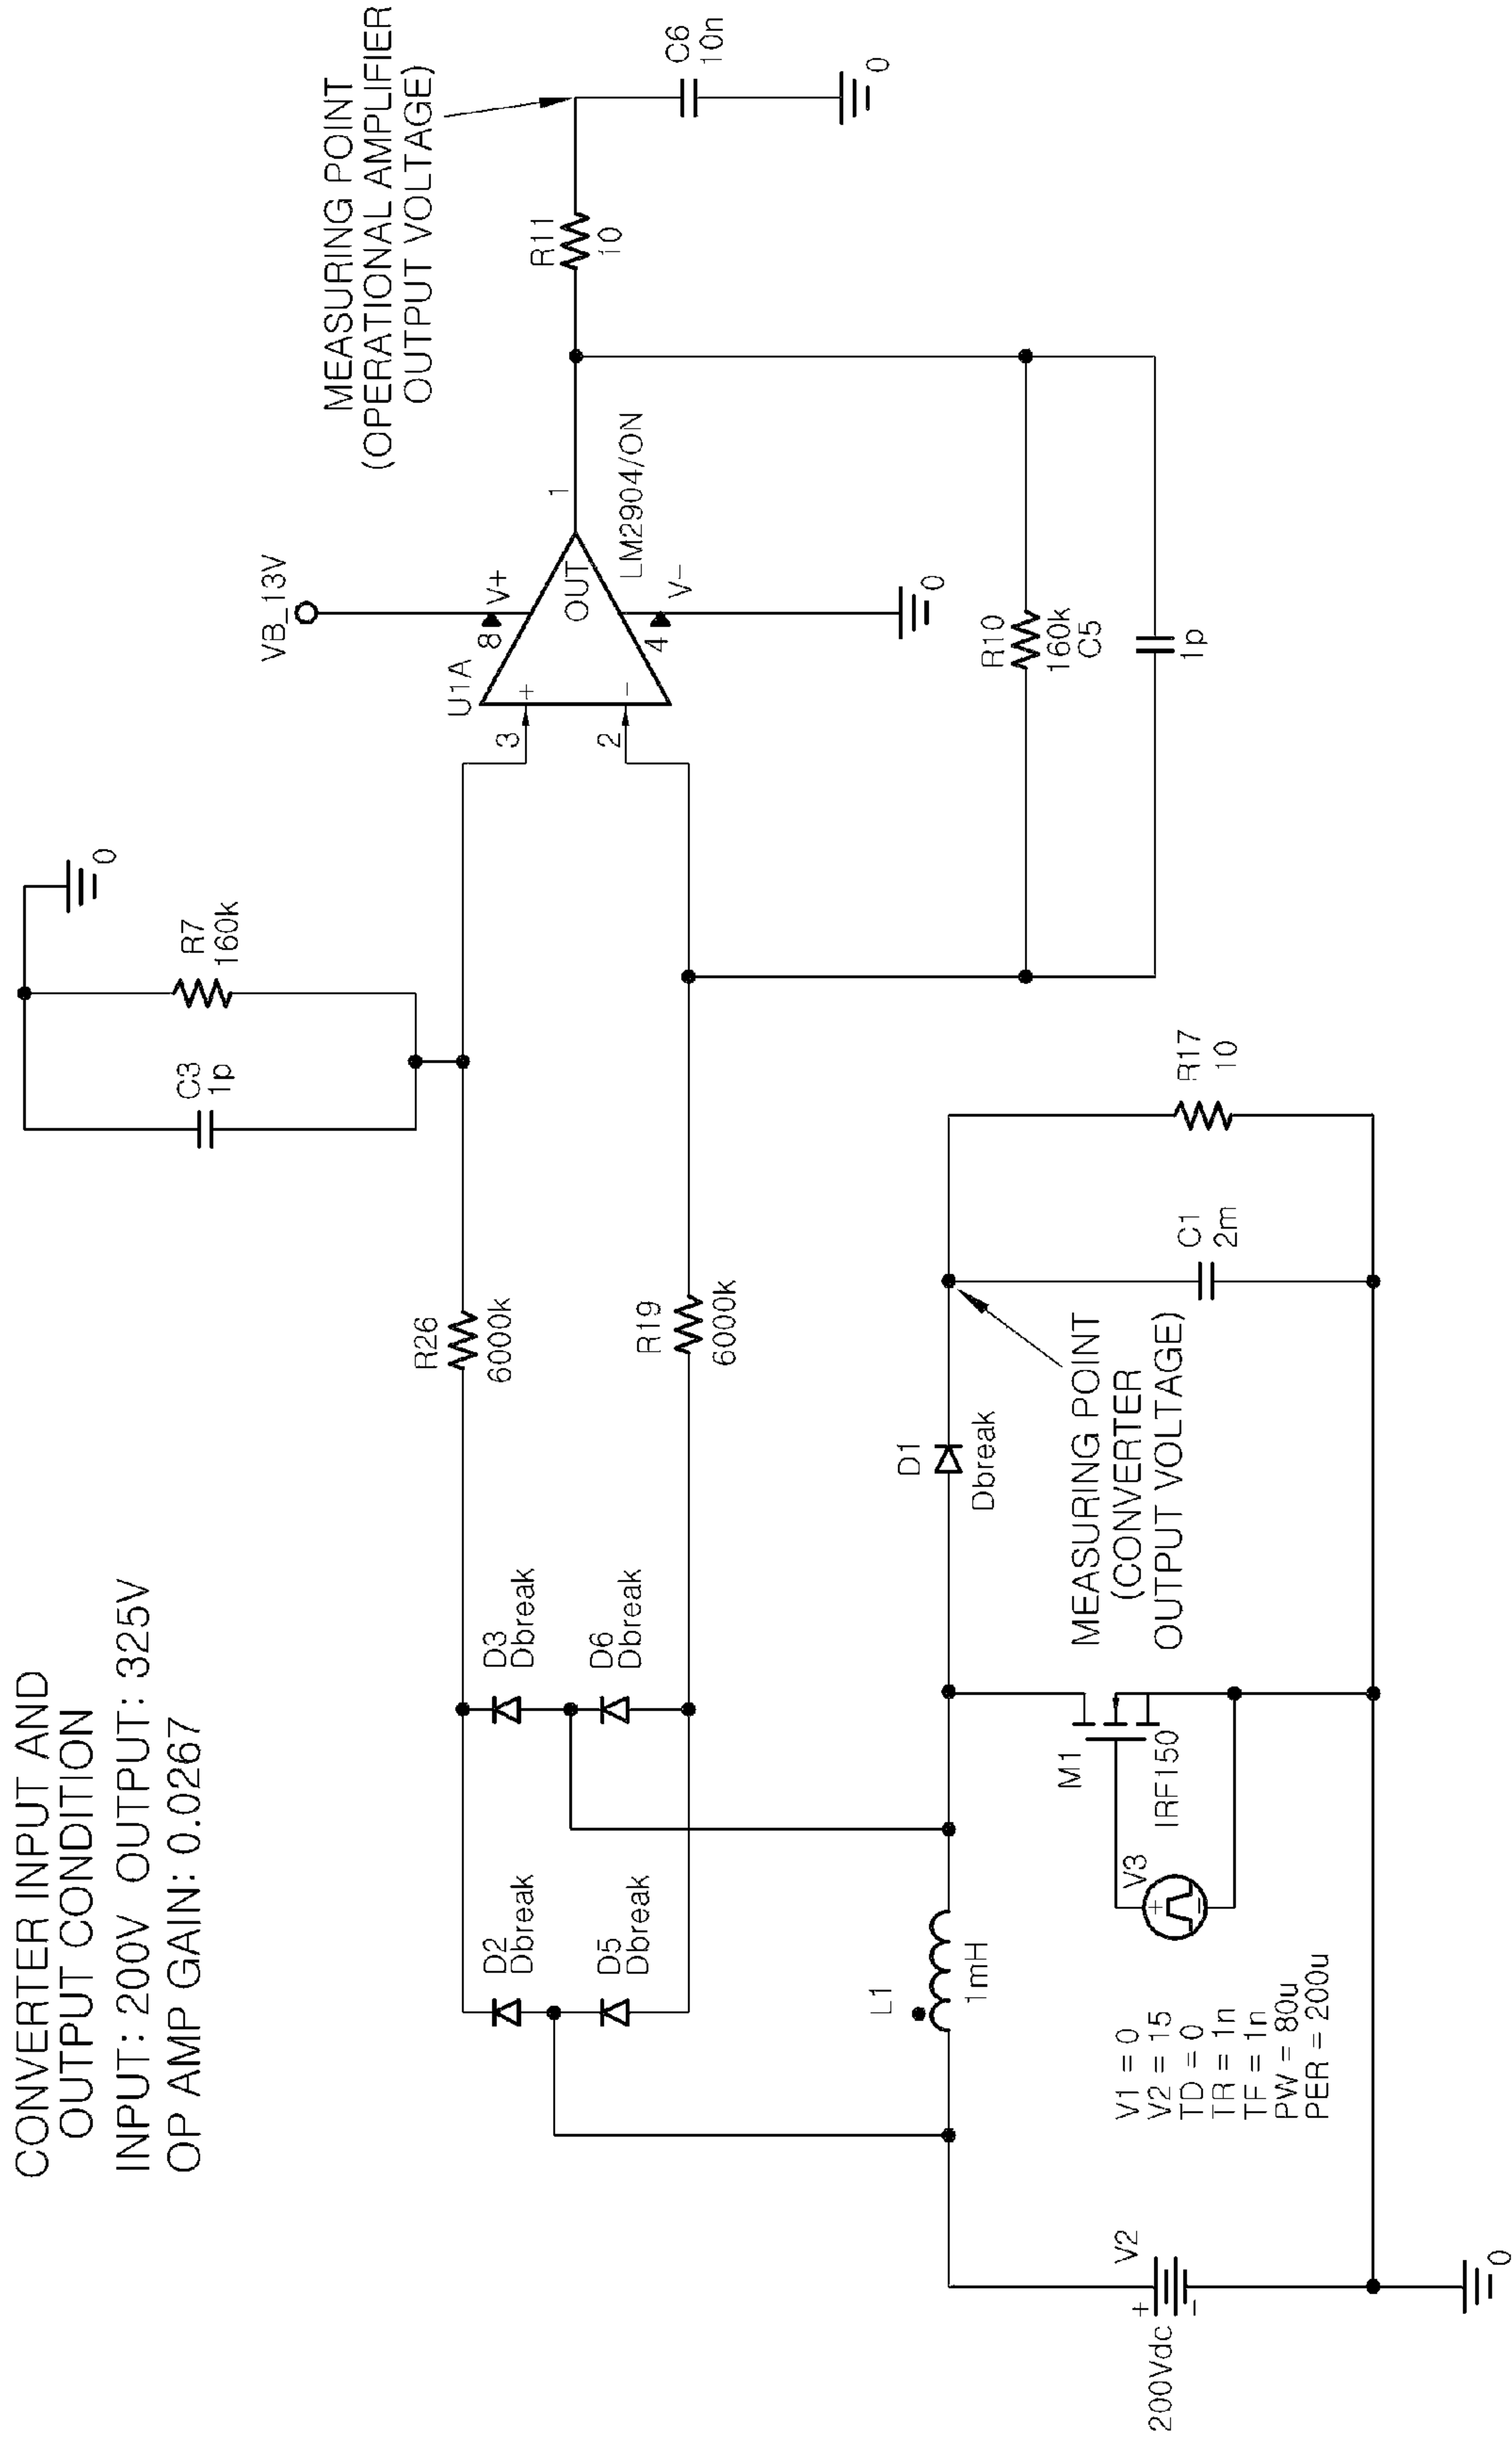 CONVERTER INPUT AND
OUTPUT CONDITION
INPUT: 200V OUTPUT: 325V
OP AMP GAIN: 0.0267
C3
1p
R7
160k
0
VB_13V
MEASURING POINT
(OPERATIONAL AMPLIFIER
OUTPUT VOLTAGE)
U1A
8
V+
3
+
OUT
1
2
-
4
V-
LM2904/ON
0
R11
10
C6
10n
0
R26
6000k
R19
6000k
D2
Dbreak
D3
Dbreak
D5
Dbreak
D6
Dbreak
R10
160k
C5
1p
L1
1mH
D1
Dbreak
MEASURING POINT
(CONVERTER
OUTPUT VOLTAGE)
C1
2m
R17
10
M1
IRF150
V3
+
V1 = 0
V2 = 15
TD = 0
TR = 1n
TF = 1n
PW = 80u
PER = 200u
V2
+
-
200Vdc
0